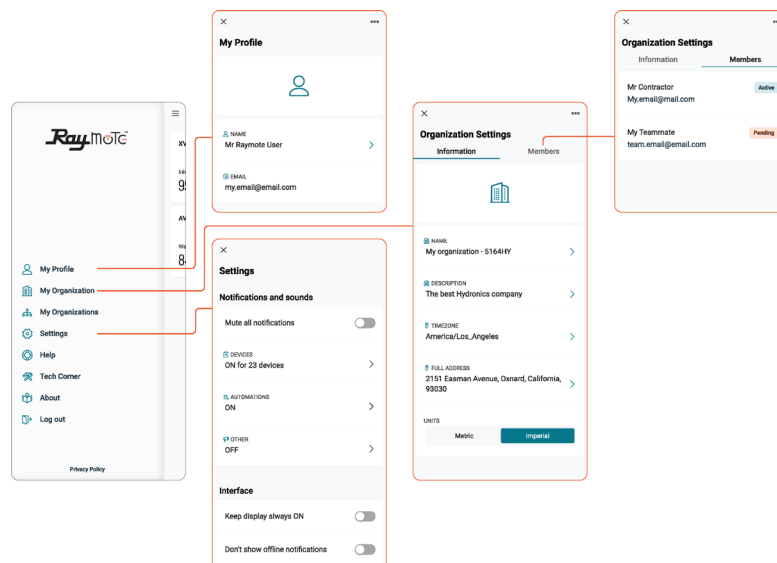 Raymote
My Profile
My Organization
My Organizations
Settings
Help
Tech Corner
About
Log out
Privacy Policy
My Profile
NAME
Mr Raymote User
EMAIL
my.email@email.com
Settings
Notifications and sounds
Mute all notifications
DEVICES
ON for 23 devices
AUTOMATIONS
ON
OTHER
OFF
Interface
Keep display always ON
Don't show offline notifications
Organization Settings
Information Members
NAME
My organization - 5164HY
DESCRIPTION
The best Hydronics company
TIMEZONE
America/Los_Angeles
FULL ADDRESS
2151 Easman Avenue, Oxnard, California,
93030
UNITS
Metric Imperial
Organization Settings
Information Members
Mr Contractor Active
My.email@mail.com
My Teammate Pending
team.email@email.com